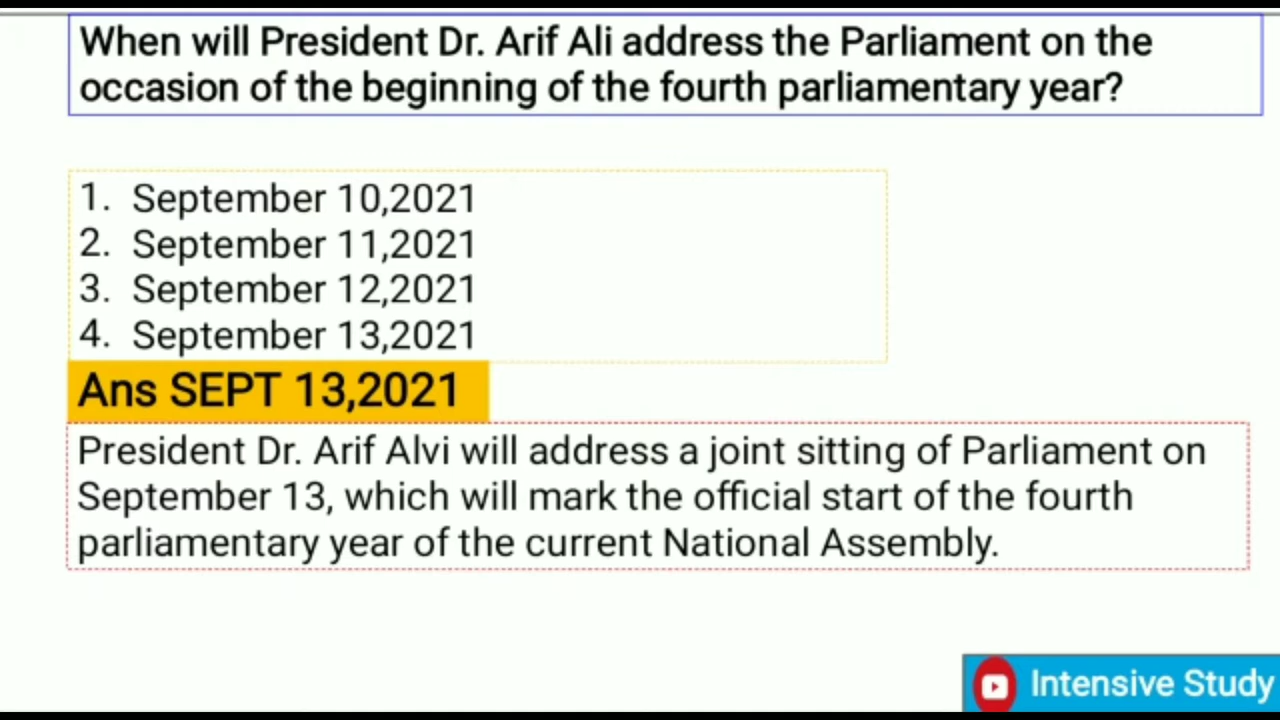 When will President Dr. Arif Ali address the Parliament on the
occasion of the beginning of the fourth parliamentary year?
1. September 10,2021
2. September 11,2021
3. September 12,2021
4. September 13,2021
Ans SEPT 13,2021
President Dr. Arif Alvi will address a joint sitting of Parliament on
September 13, which will mark the official start of the fourth
parliamentary year of the current National Assembly.
Intensive Study